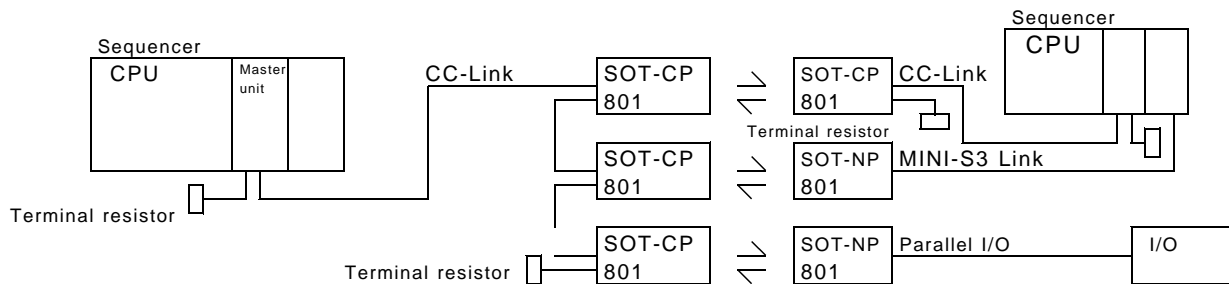 Sequencer
CPU
Master
unit
Terminal resistor
CC-Link
SOT-CP
801
SOT-CP
801
CC-Link
Terminal resistor
Sequencer
CPU
SOT-CP
801
SOT-NP
801
MINI-S3 Link
Terminal resistor
SOT-CP
801
SOT-NP
801
Parallel I/O
I/O